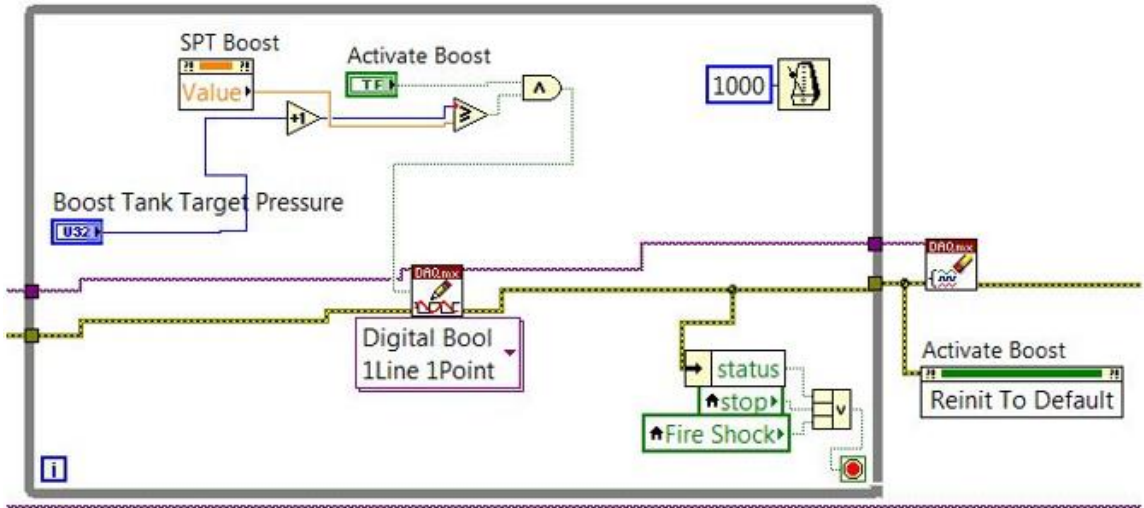 SPT Boost
Value
Activate Boost
TF
1000
+1
≥
∧
Boost Tank Target Pressure
U32
DAQmx
DAQmx
Digital Bool
1Line 1Point
status
stop
Fire Shock
∨
i
Activate Boost
Reinit To Default